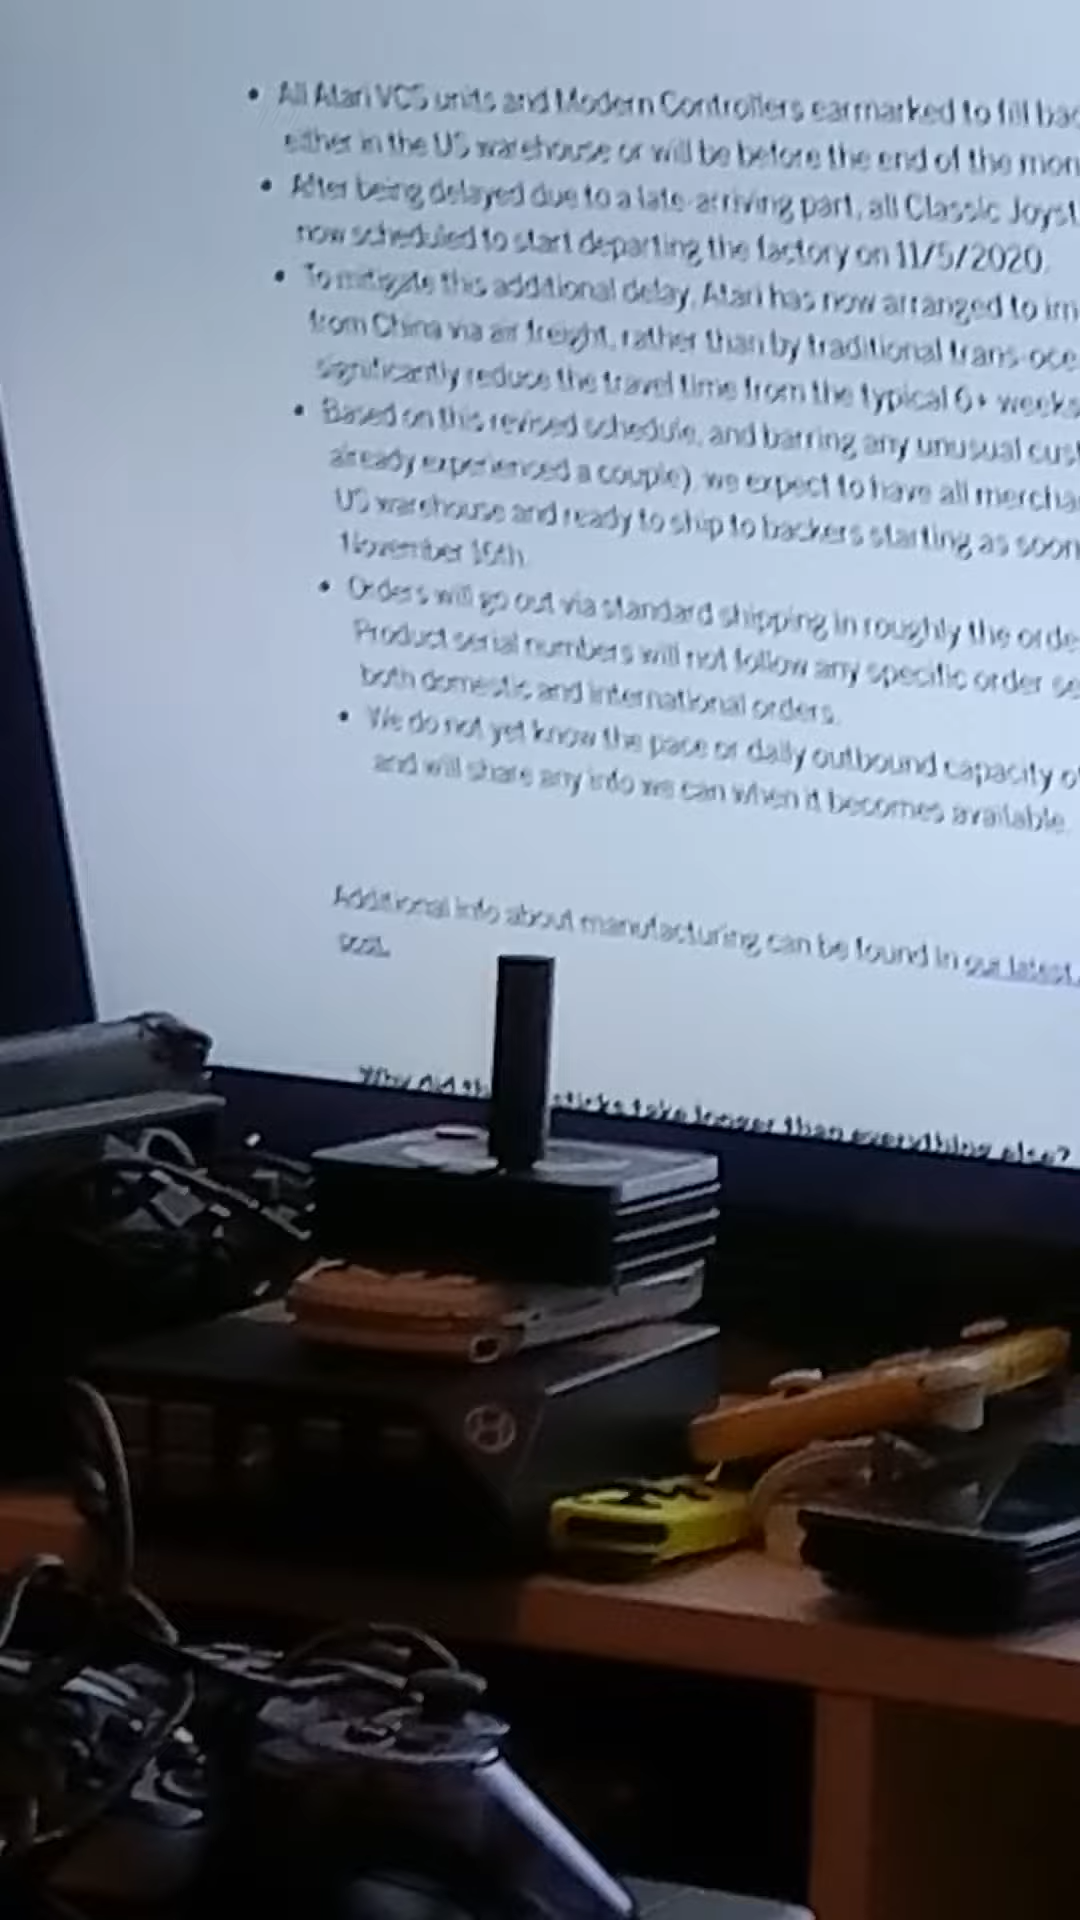 • All Atari VCS units and Modern Controllers earmarked to fill bac
either in the US warehouse or will be before the end of the mon
• After being delayed due to a late-arriving part, all Classic Joyst
now scheduled to start departing the factory on 11/5/2020.
• To mitigate this additional delay, Atari has now arranged to im
from China via air freight, rather than by traditional trans-oce
significantly reduce the travel time from the typical 6+ weeks
• Based on this revised schedule, and barring any unusual cust
already experienced a couple), we expect to have all mercha
US warehouse and ready to ship to backers starting as soon
November
• Orders will go out via standard shipping in roughly the orde
Product serial numbers will not follow any specific order se
both domestic and international orders.
• We do not yet know the pace or daily outbound capacity o
and will share any info we can when it becomes available.
Additional info about manufacturing can be found in our latest
post.
Why did sticks take longer than everything else?